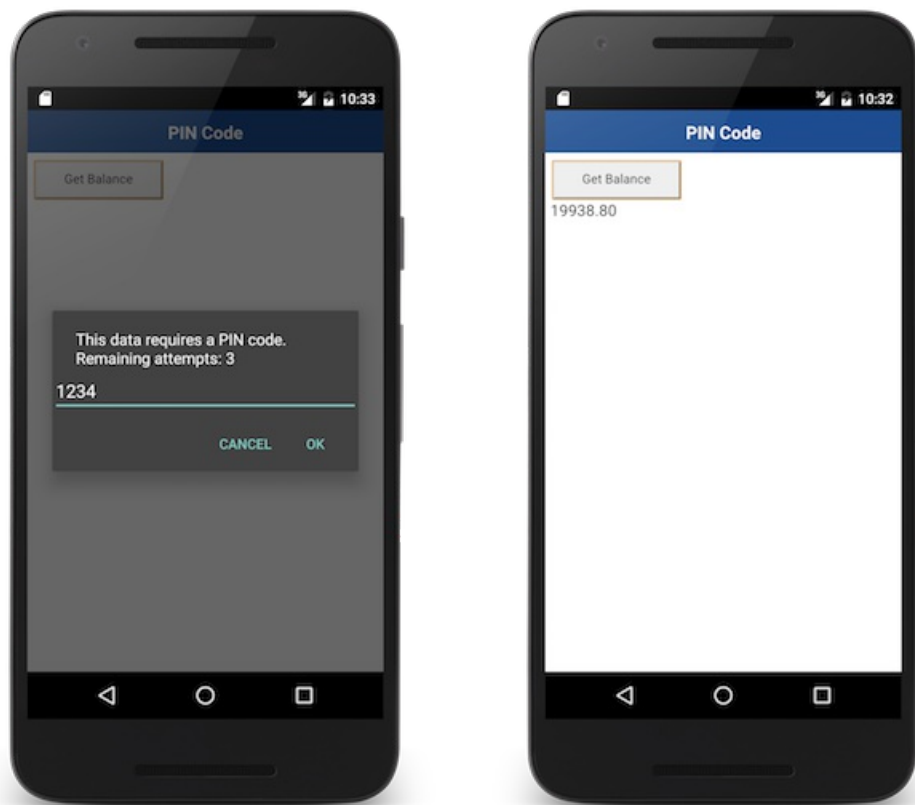 10:33
PIN Code
Get Balance
This data requires a PIN code.
Remaining attempts: 3
1234
CANCEL OK
10:32
PIN Code
Get Balance
19938.80